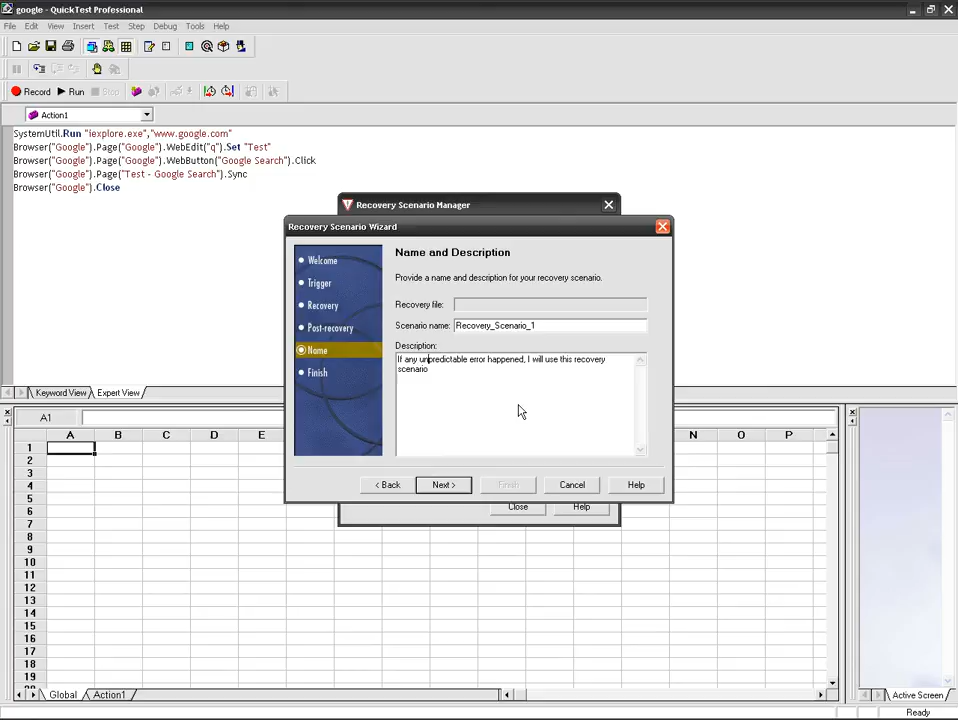 google - QuickTest Professional
File Edit View Insert Test Step Debug Tools Help
Record Run Stop
Action1
SystemUtil.Run "iexplore.exe","www.google.com"
Browser("Google").Page("Google").WebEdit("q").Set "Test"
Browser("Google").Page("Google").WebButton("Google Search").Click
Browser("Google").Page("Test - Google Search").Sync
Browser("Google").Close
Recovery Scenario Manager
Recovery Scenario Wizard
Welcome
Trigger
Recovery
Post-recovery
Name
Finish
Name and Description
Provide a name and description for your recovery scenario.
Recovery file:
Scenario name: Recovery_Scenario_1
Description:
If any unpredictable error happened, I will use this recovery
scenario
< Back Next > Finish Cancel Help
Close Help
Keyword View Expert View
A1
A B C D E N O P
1
2
3
4
5
6
7
8
9
10
11
12
13
14
15
16
17
18
19
Global Action1
Active Screen
Ready